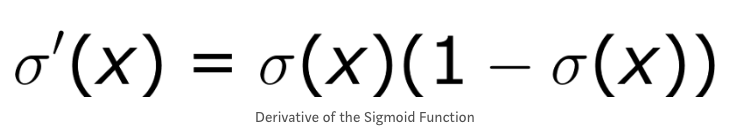 σ′(x) = σ(x)(1 − σ(x))
Derivative of the Sigmoid Function